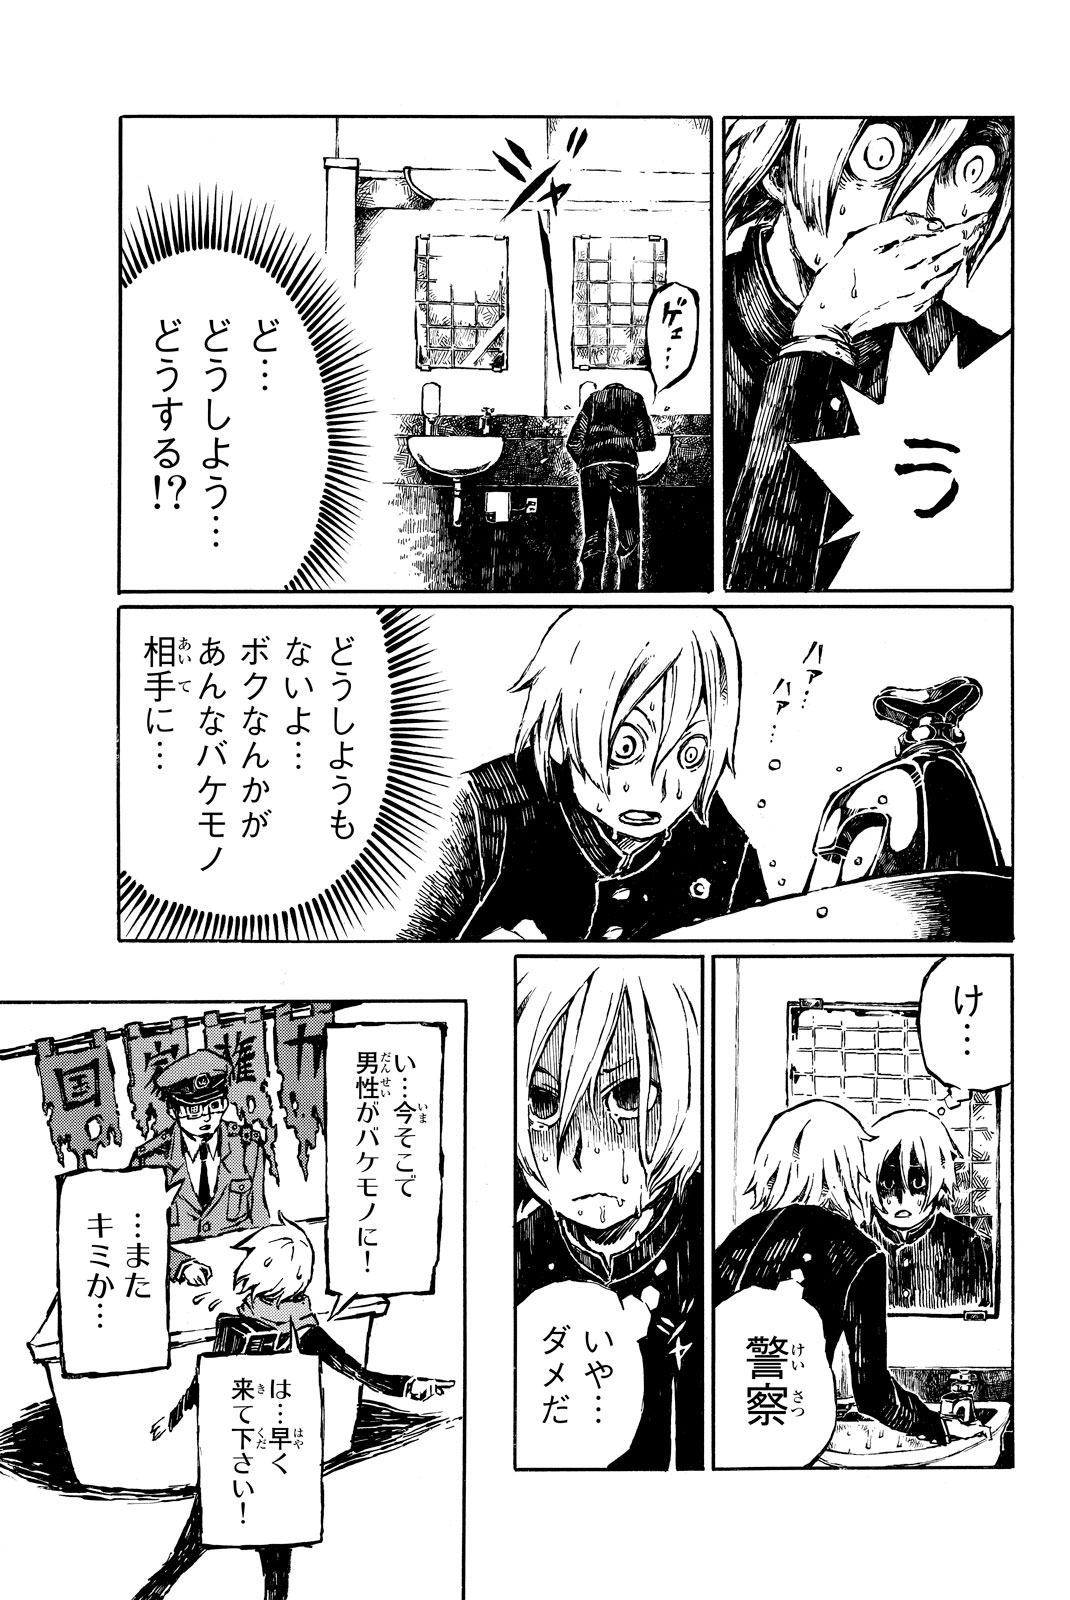 う
ゲェ…
ど…
どうしよう…
どうする!?
ハァ…
ハァ…
どうしようも
ないよ…
ボクなんかが
あんなバケモノ
相手に…
け…
警察
いや…
ダメだ
国家権力
い…今そこで
男性がバケモノに!
…また
キミか…
は…早く
来て下さい!